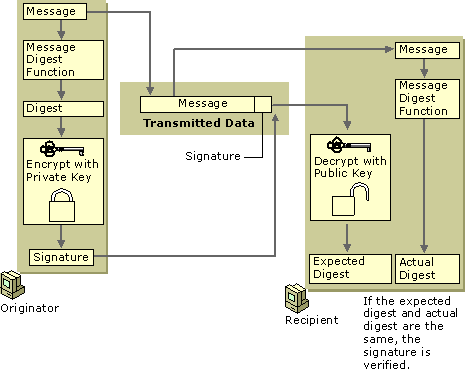 Message
Message
Digest
Function
Digest
Encrypt with
Private Key
Signature
Originator
Message
Transmitted Data
Signature
Message
Message
Digest
Function
Decrypt with
Public Key
Expected
Digest
Actual
Digest
Recipient
If the expected
digest and actual
digest are the
same, the
signature is
verified.